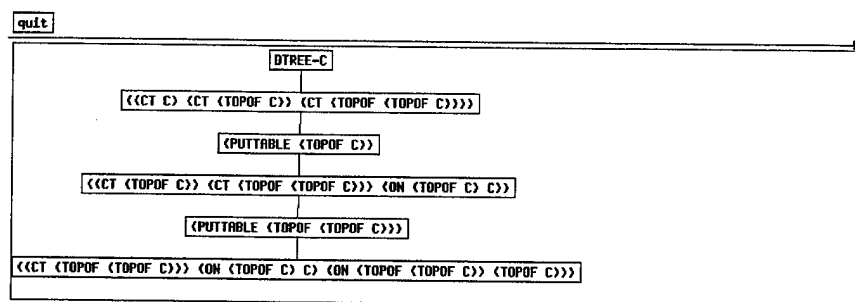 quit
DTREE-C
((CT C) (CT (TOPOF C)) (CT (TOPOF (TOPOF C))))
(PUTTABLE (TOPOF C))
((CT (TOPOF C)) (CT (TOPOF (TOPOF C))) (ON (TOPOF C) C))
(PUTTABLE (TOPOF (TOPOF C)))
((CT (TOPOF (TOPOF C))) (ON (TOPOF C) C) (ON (TOPOF (TOPOF C)) (TOPOF C)))